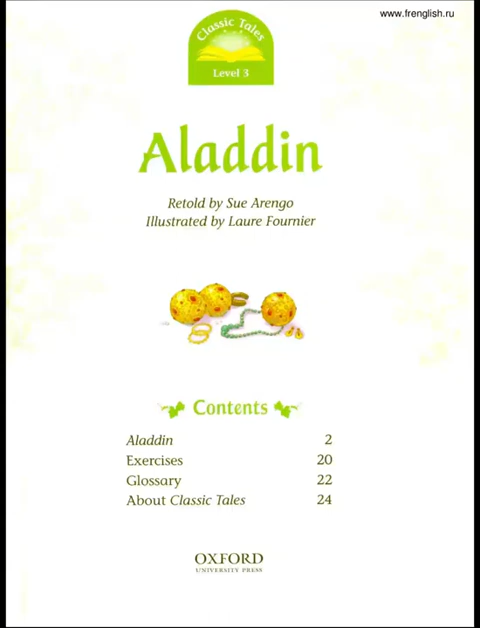 www.frenglish.ru
Classic Tales
Level 3
Aladdin
Retold by Sue Arengo
Illustrated by Laure Fournier
Contents
Aladdin 2
Exercises 20
Glossary 22
About Classic Tales 24
OXFORD
UNIVERSITY PRESS